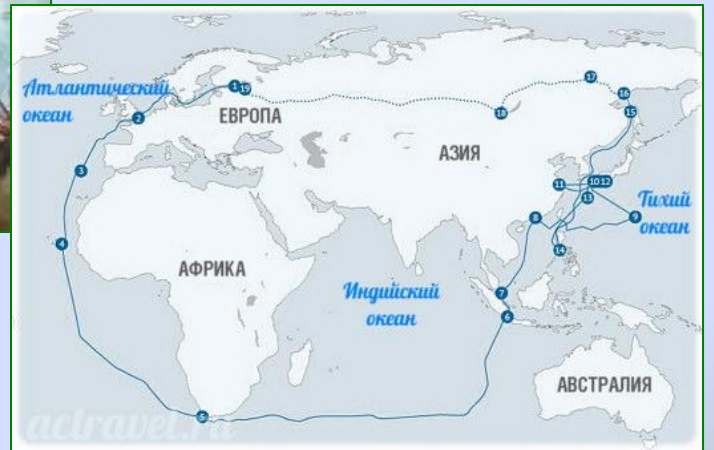 Атлантический
океан
ЕВРОПА
АЗИЯ
Тихий
океан
АФРИКА
Индийский
океан
АВСТРАЛИЯ
1
19
2
3
4
5
6
7
8
9
10 12
11
13
14
15
16
17
18
actravel.ru